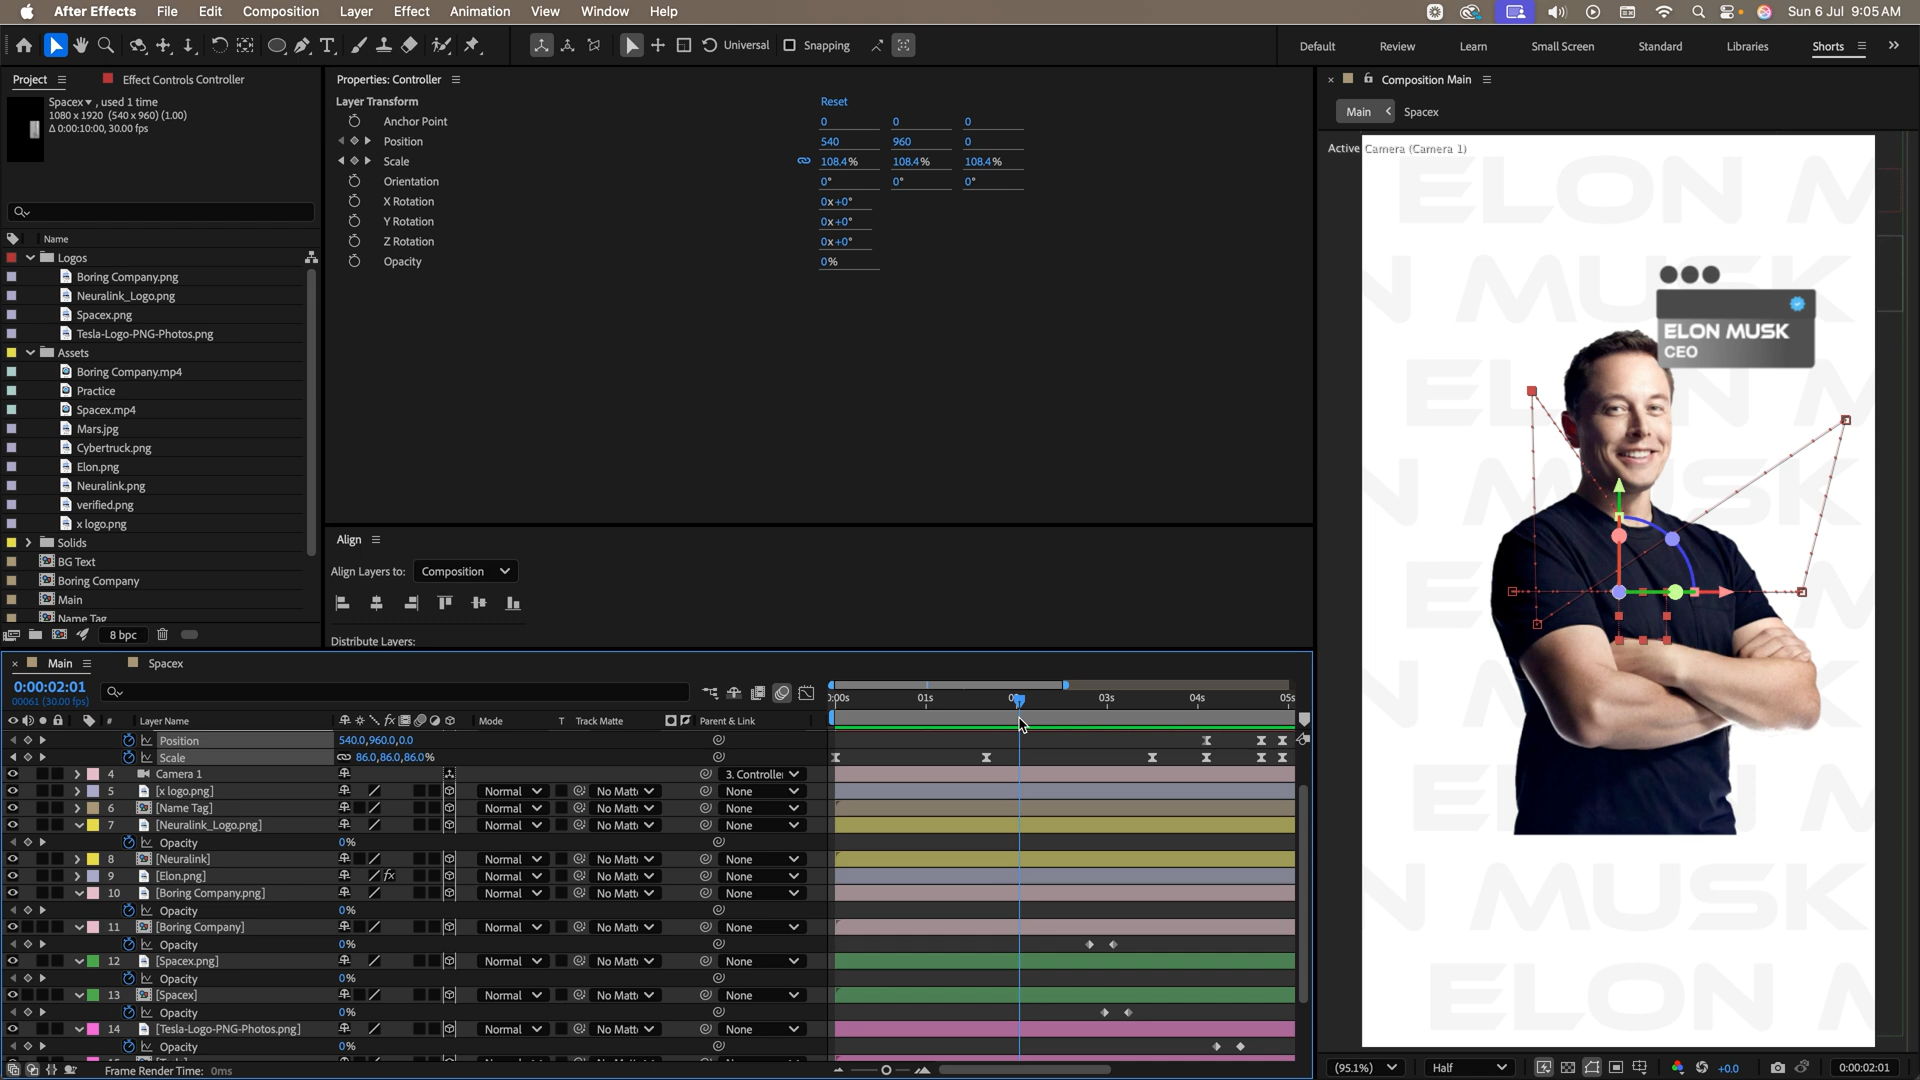 After Effects File Edit Composition Layer Effect Animation View Window Help Sun 6 Jul 9:05 AM
Universal Snapping Default Review Learn Small Screen Standard Libraries Shorts
Project Effect Controls Controller
Spacex, used 1 time
1080 x 1920 (540 x 960) (1.00)
Δ 0:00:10:00, 30.00 fps
Name
Logos
Boring Company.png
Neuralink_Logo.png
Spacex.png
Tesla-Logo-PNG-Photos.png
Assets
Boring Company.mp4
Practice
Spacex.mp4
Mars.jpg
Cybertruck.png
Elon.png
Neuralink.png
verified.png
x logo.png
Solids
BG Text
Boring Company
Main
Name Tag
8 bpc
Properties: Controller
Layer Transform Reset
Anchor Point 0 0 0
Position 540 960 0
Scale 108.4% 108.4% 108.4%
Orientation 0° 0° 0°
X Rotation 0x+0°
Y Rotation 0x+0°
Z Rotation 0x+0°
Opacity 0%
Align
Align Layers to: Composition
Distribute Layers:
Composition Main
Main Spacex
Active Camera (Camera 1)
ELON M
N MUSK
ELON MUSK
CEO
ELON M
N MUSK
ELON M
N MUSK
ELON M
N MUSK
ELON M
(95.1%) Half +0.0 0:00:02:01
Main Spacex
0:00:02:01
00061 (30.00 fps)
0:00s 01s 03s 04s 05s
# Layer Name Mode T Track Matte Parent & Link
Position 540.0,960.0,0.0
Scale 86.0,86.0,86.0%
4 Camera 1 3. Controller
5 [x logo.png] Normal No Matt None
6 [Name Tag] Normal No Matt None
7 [Neuralink_Logo.png] Normal No Matt None
Opacity 0%
8 [Neuralink] Normal No Matt None
9 [Elon.png] fx Normal No Matt None
10 [Boring Company.png] Normal No Matt None
Opacity 0%
11 [Boring Company] Normal No Matt None
Opacity 0%
12 [Spacex.png] Normal No Matt None
Opacity 0%
13 [Spacex] Normal No Matt None
Opacity 0%
14 [Tesla-Logo-PNG-Photos.png] Normal No Matt None
Opacity 0%
Frame Render Time: 0ms